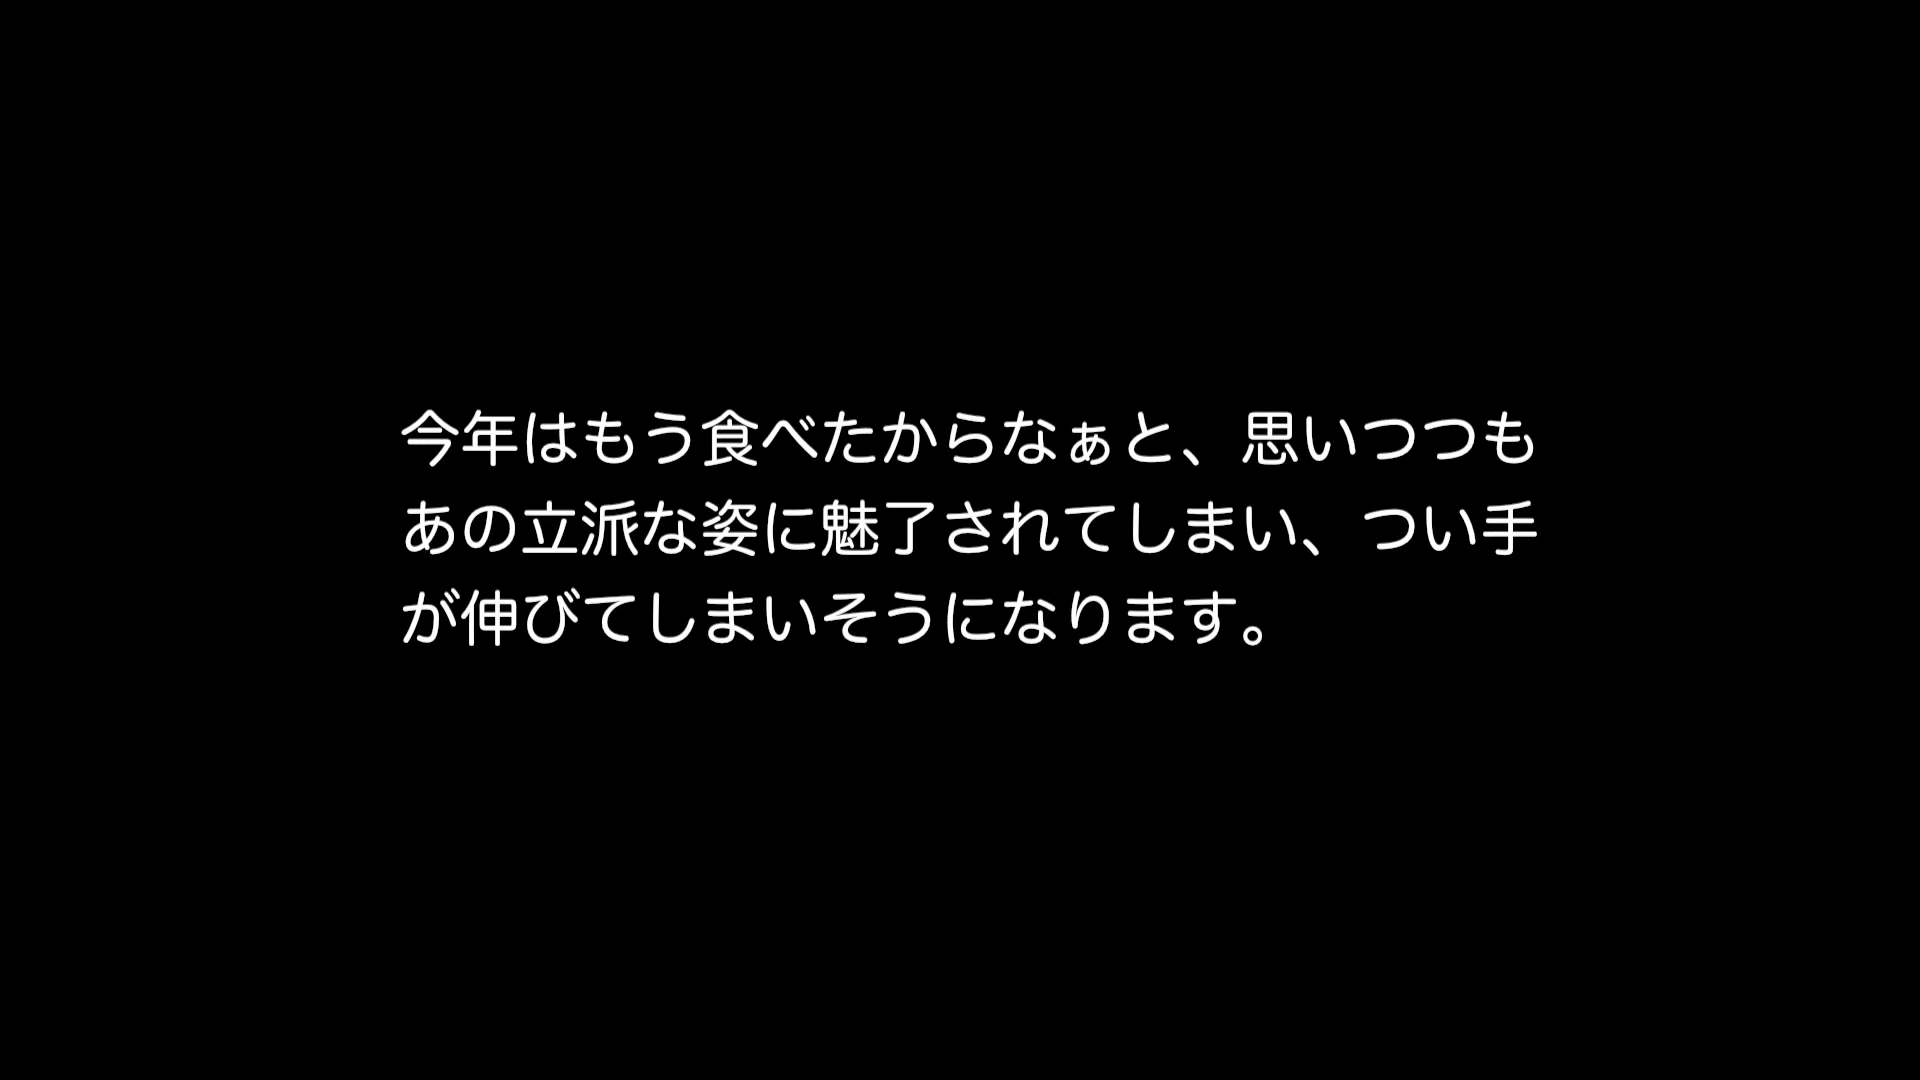 今年はもう食べたからなぁと、思いつつも
あの立派な姿に魅了されてしまい、つい手
が伸びてしまいそうになります。